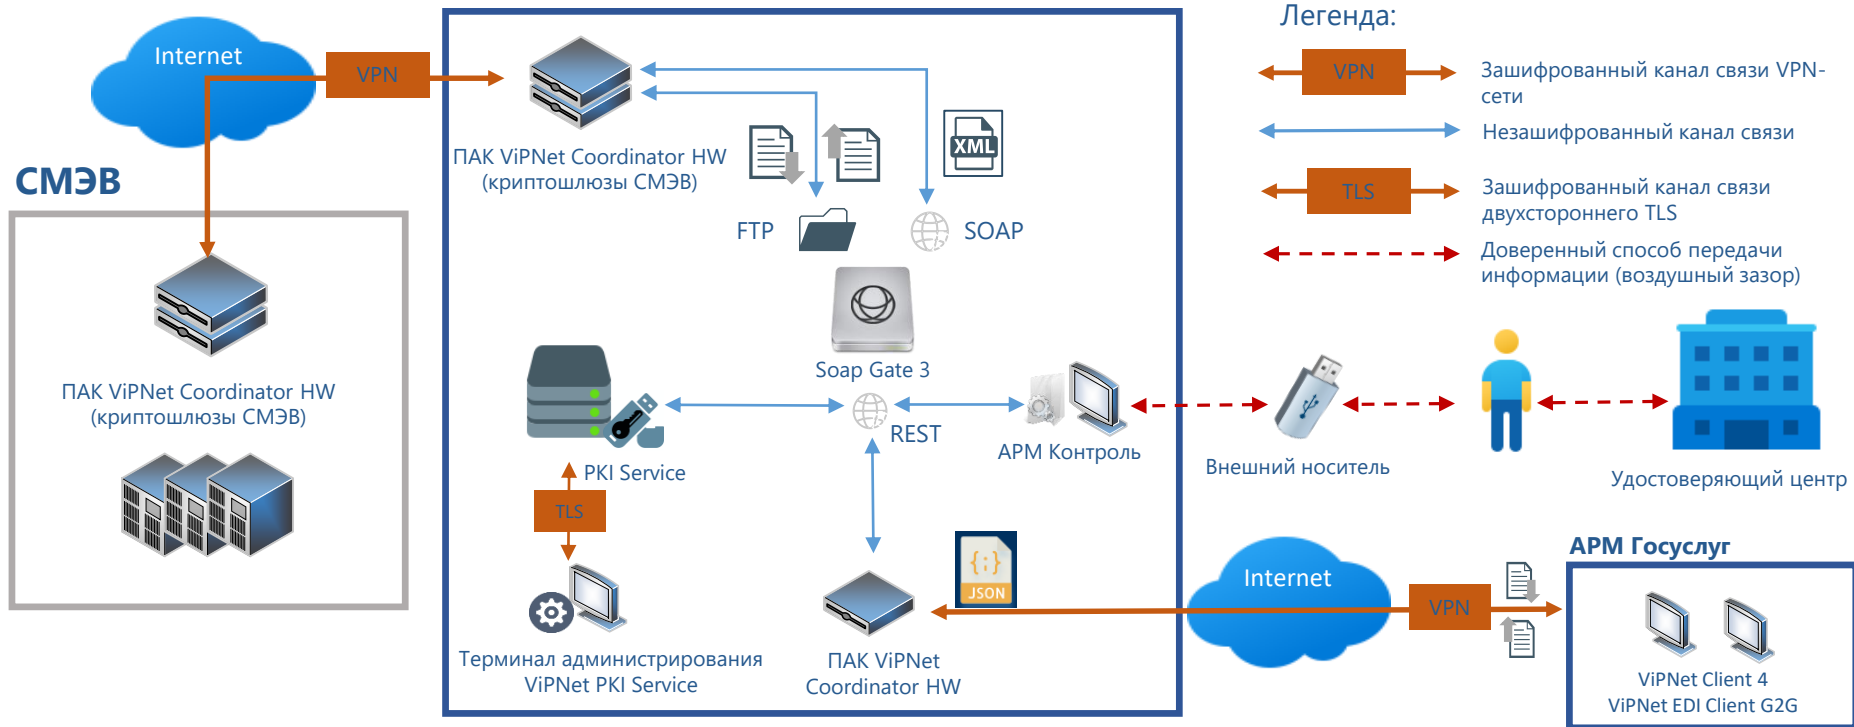 Internet
VPN
СМЭВ
ПАК ViPNet Coordinator HW
(криптошлюзы СМЭВ)
ПАК ViPNet Coordinator HW
(криптошлюзы СМЭВ)
XML
FTP
SOAP
Soap Gate 3
REST
PKI Service
TLS
Терминал администрирования
ViPNet PKI Service
АРМ Контроль
{;}
JSON
ПАК ViPNet
Coordinator HW
Легенда:
VPN
Зашифрованный канал связи VPN-
сети
Незашифрованный канал связи
TLS
Зашифрованный канал связи
двухстороннего TLS
Доверенный способ передачи
информации (воздушный зазор)
Внешний носитель
Удостоверяющий центр
Internet
VPN
АРМ Госуслуг
ViPNet Client 4
ViPNet EDI Client G2G